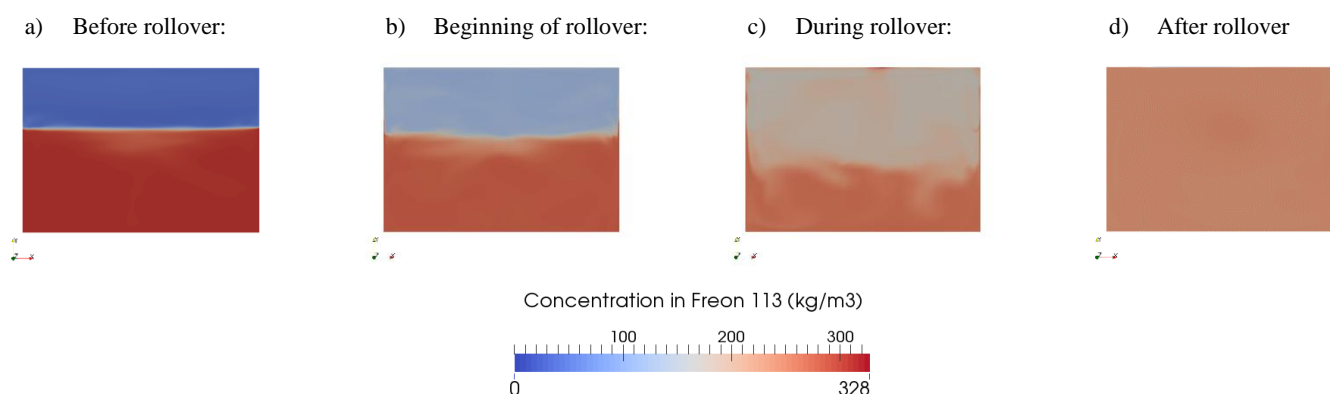 a) Before rollover:
b) Beginning of rollover:
c) During rollover:
d) After rollover
Concentration in Freon 113 (kg/m3)
100 200 300
0 328